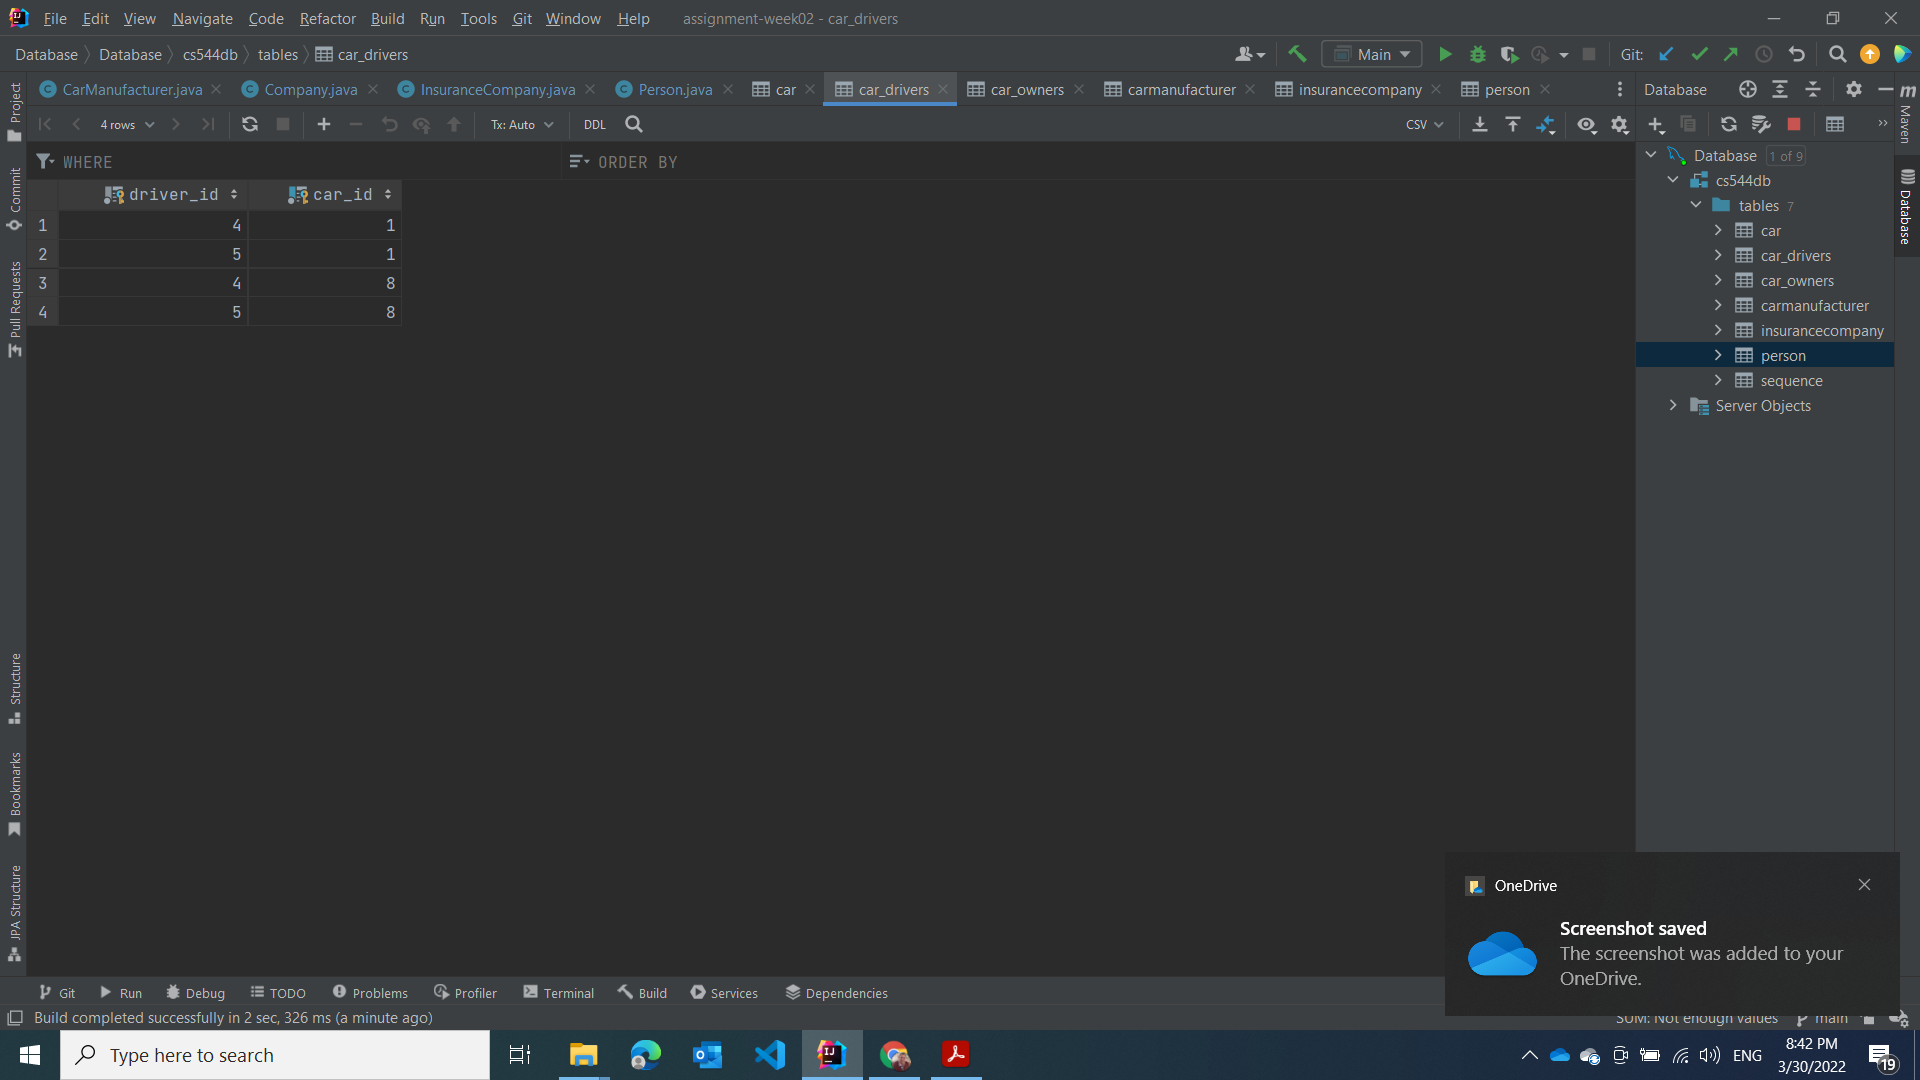 File Edit View Navigate Code Refactor Build Run Tools Git Window Help assignment-week02 - car_drivers
Database Database cs544db tables car_drivers Main Git:
CarManufacturer.java Company.java InsuranceCompany.java Person.java car car_drivers car_owners carmanufacturer insurancecompany person Database
4 rows Tx: Auto DDL CSV
WHERE ORDER BY
driver_id car_id
1 4 1
2 5 1
3 4 8
4 5 8
Database 1 of 9
cs544db
tables 7
car
car_drivers
car_owners
carmanufacturer
insurancecompany
person
sequence
Server Objects
Project
Commit
Pull Requests
Structure
Bookmarks
JPA Structure
Maven
Database
OneDrive
Screenshot saved
The screenshot was added to your
OneDrive.
Git Run Debug TODO Problems Profiler Terminal Build Services Dependencies
Build completed successfully in 2 sec, 326 ms (a minute ago) SUM: Not enough values main
Type here to search
ENG
8:42 PM
3/30/2022
19